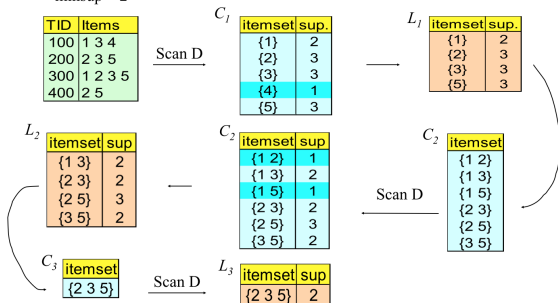 minsup = 2
TID Items
100 1 3 4
200 2 3 5
300 1 2 3 5
400 2 5
Scan D
C1
itemset sup.
{1} 2
{2} 3
{3} 3
{4} 1
{5} 3
L1
itemset sup.
{1} 2
{2} 3
{3} 3
{5} 3
C2
itemset
{1 2}
{1 3}
{1 5}
{2 3}
{2 5}
{3 5}
Scan D
C2
itemset sup
{1 2} 1
{1 3} 2
{1 5} 1
{2 3} 2
{2 5} 3
{3 5} 2
L2
itemset sup
{1 3} 2
{2 3} 2
{2 5} 3
{3 5} 2
C3
itemset
{2 3 5}
Scan D
L3
itemset sup
{2 3 5} 2